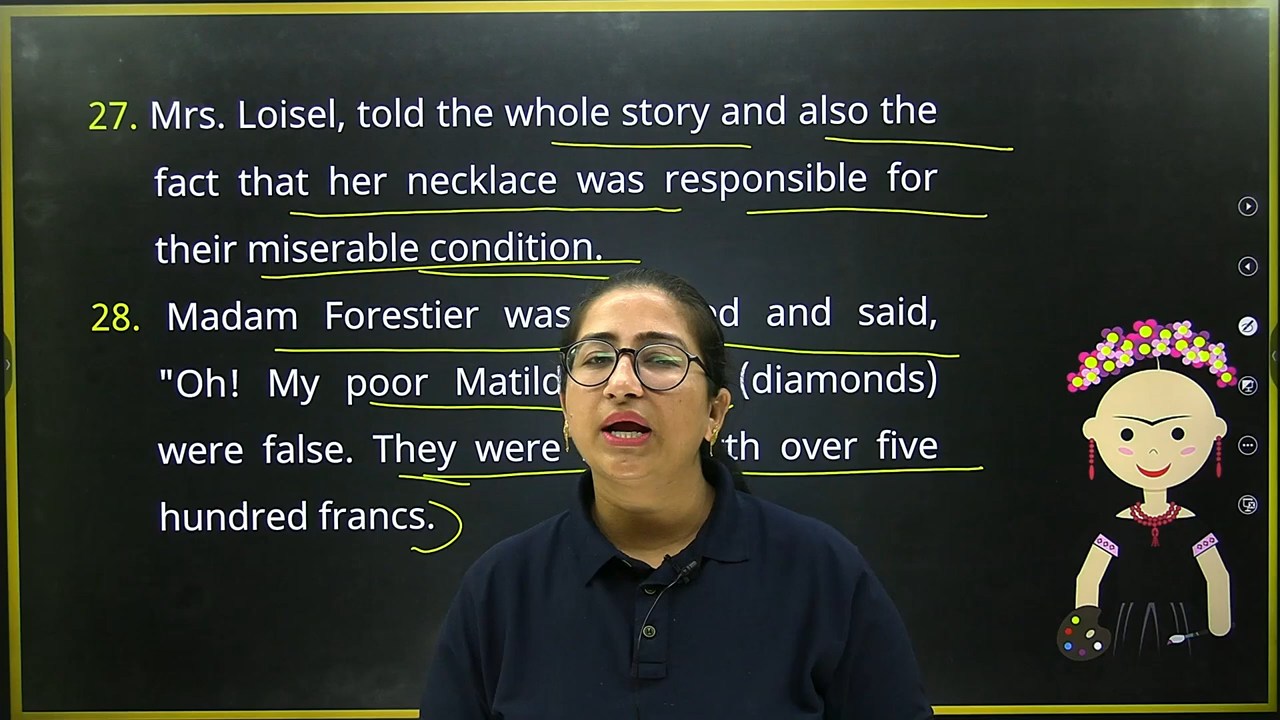 27. Mrs. Loisel, told the whole story and also the
fact that her necklace was responsible for
their miserable condition.
28. Madam Forestier was and said,
"Oh! My poor (diamonds)
were false. They were over five
hundred francs.